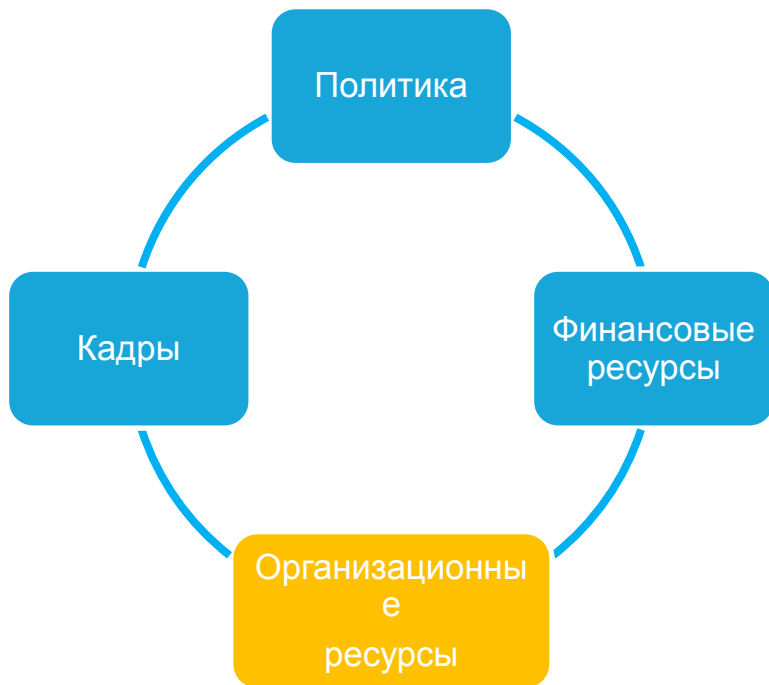 Политика
Кадры
Финансовые
ресурсы
Организационны
е
ресурсы